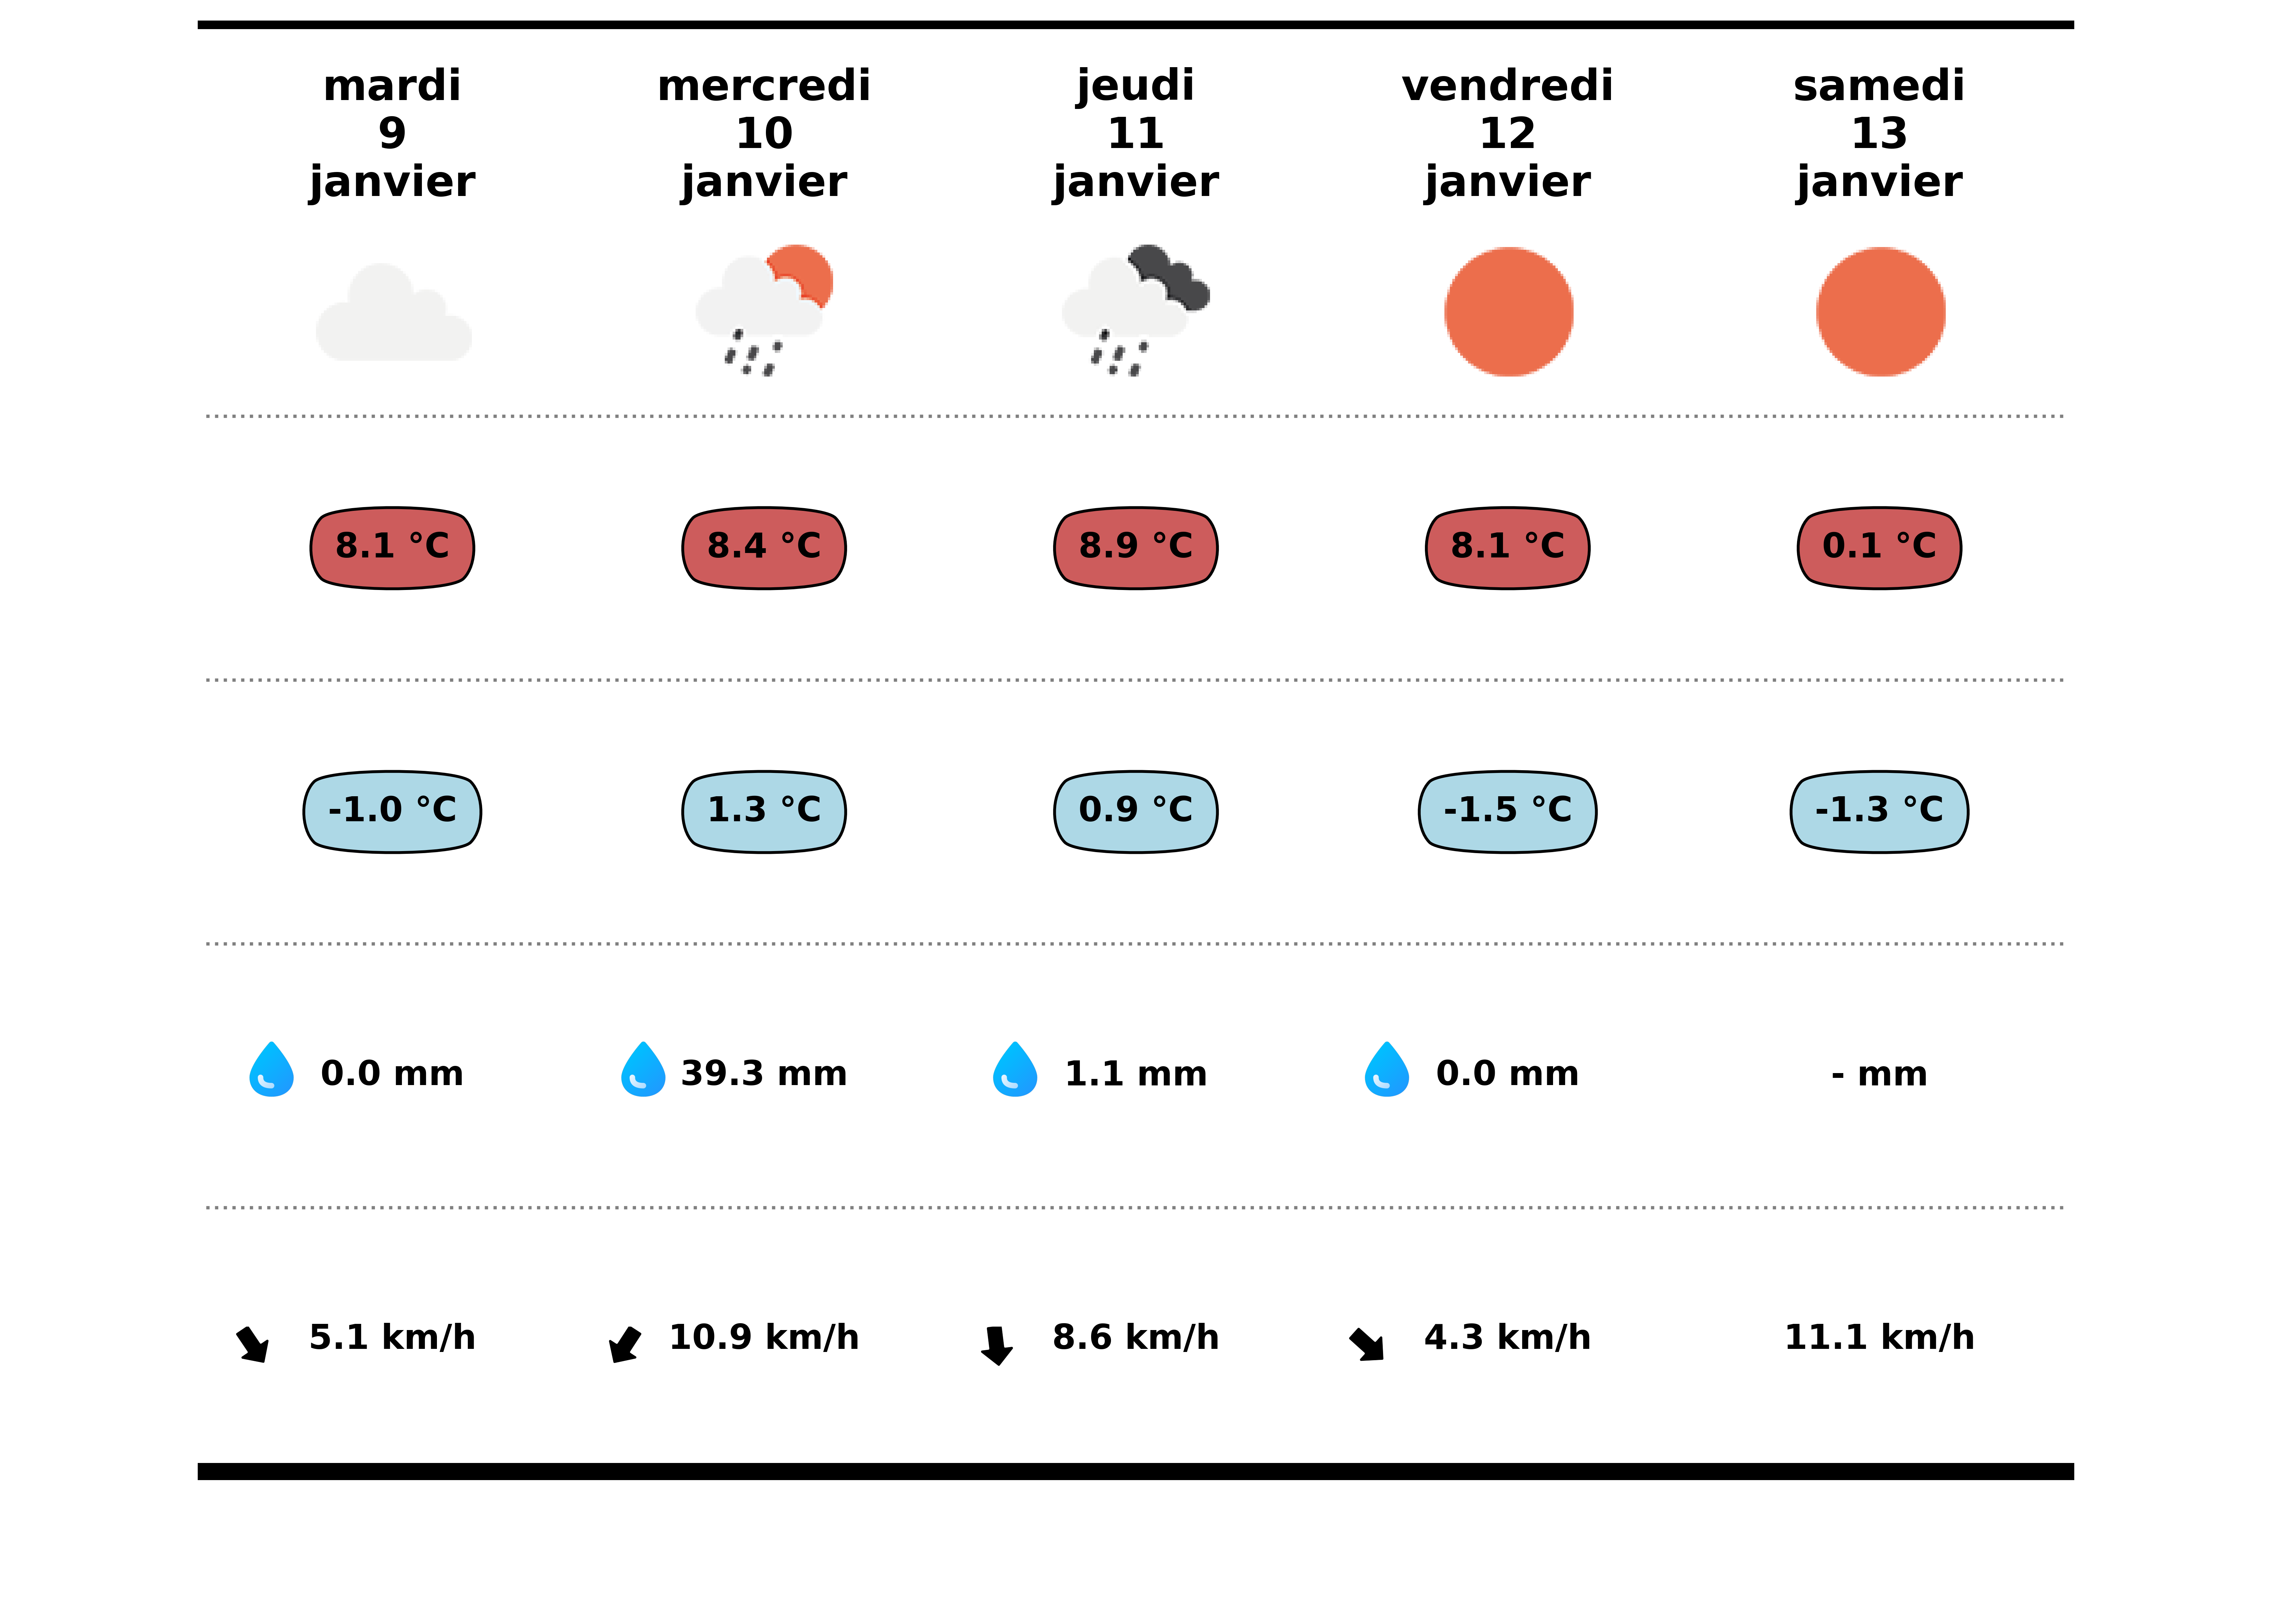 mardi
9
janvier
mercredi
10
janvier
jeudi
11
janvier
vendredi
12
janvier
samedi
13
janvier
8.1 °C
8.4 °C
8.9 °C
8.1 °C
0.1 °C
-1.0 °C
1.3 °C
0.9 °C
-1.5 °C
-1.3 °C
0.0 mm
39.3 mm
1.1 mm
0.0 mm
- mm
5.1 km/h
10.9 km/h
8.6 km/h
4.3 km/h
11.1 km/h